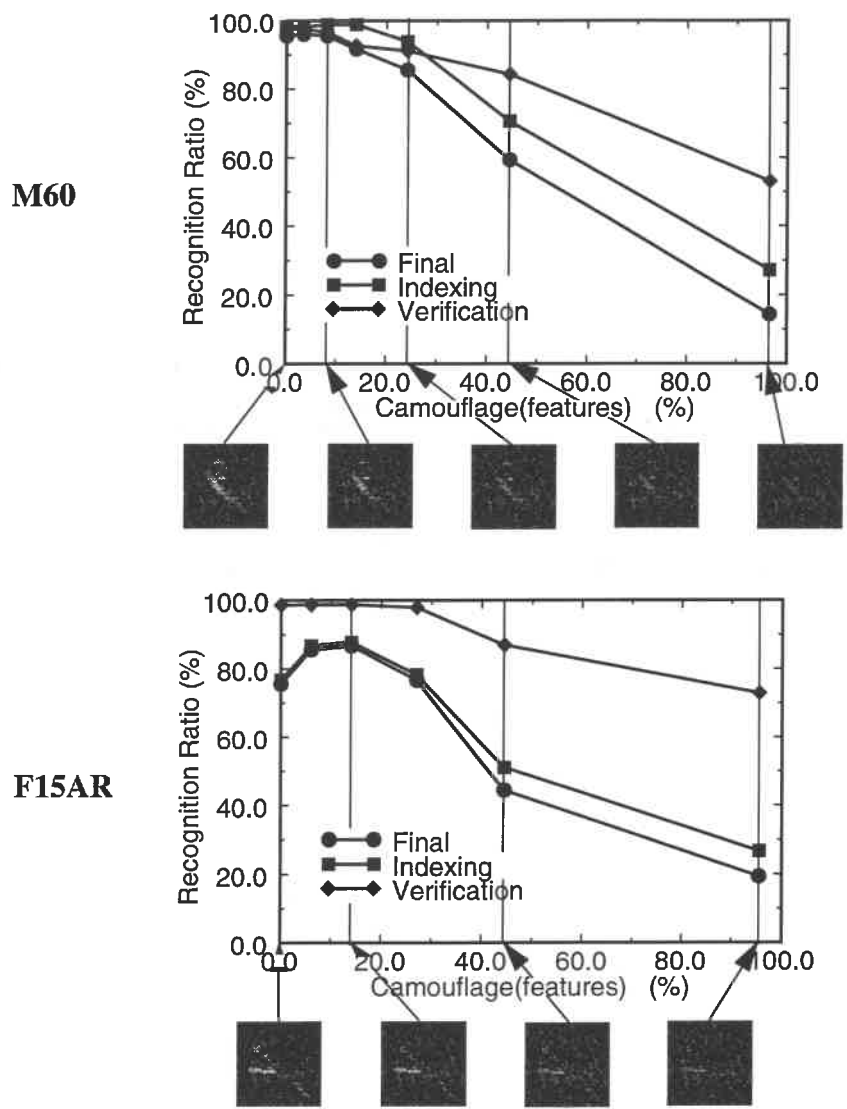 M60
Recognition Ratio (%)
100.0
80.0
60.0
40.0
20.0
0.0
Final
Indexing
Verification
0.0 20.0 40.0 60.0 80.0 100.0
Camouflage(features) (%)
F15AR
Recognition Ratio (%)
100.0
80.0
60.0
40.0
20.0
0.0
Final
Indexing
Verification
0.0 20.0 40.0 60.0 80.0 100.0
Camouflage(features) (%)